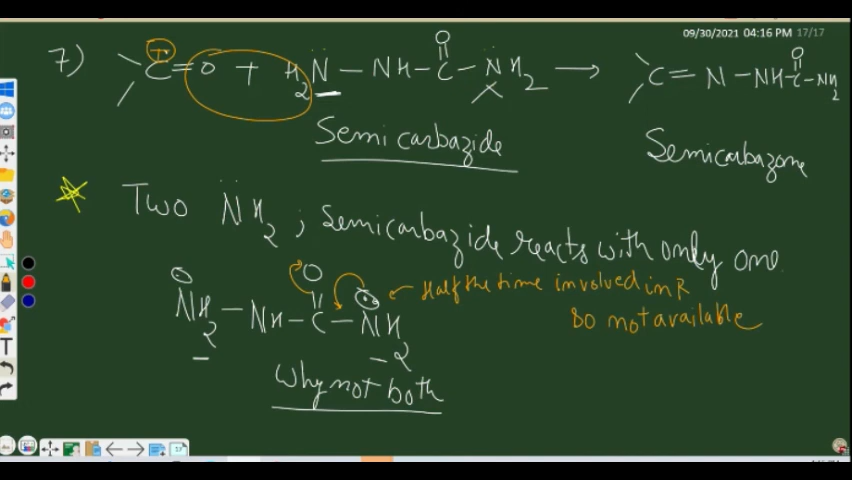 09/30/2021 04:16 PM 17/17
7) C=O + H2N-NH-C-NH2 → C=N-NH-C-NH2
O O
Semicarbazide
Semicarbazone
Two NH2; Semicarbazide reacts with only one.
O
NH2-NH-C-NH2
Half the time involved in R
so not available
Why not both
T